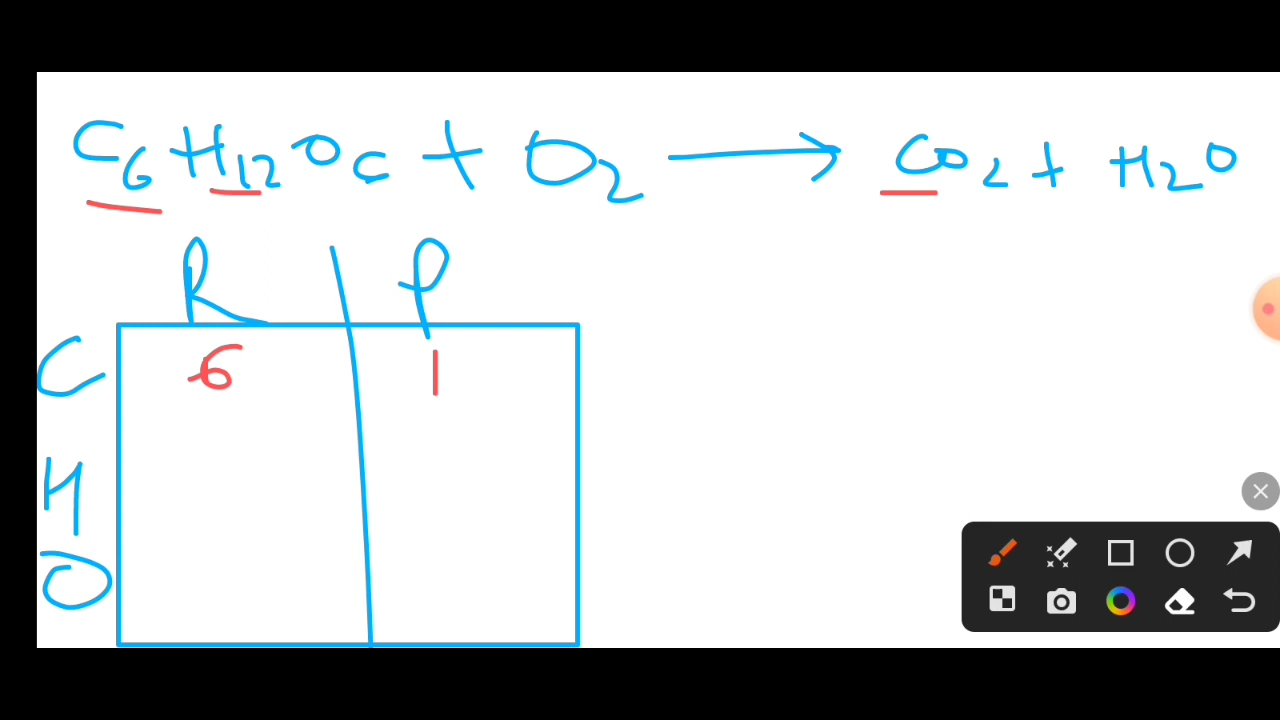 C₆H₁₂O₆ + O₂ → CO₂ + H₂O
R | P
C 6 1
H
O